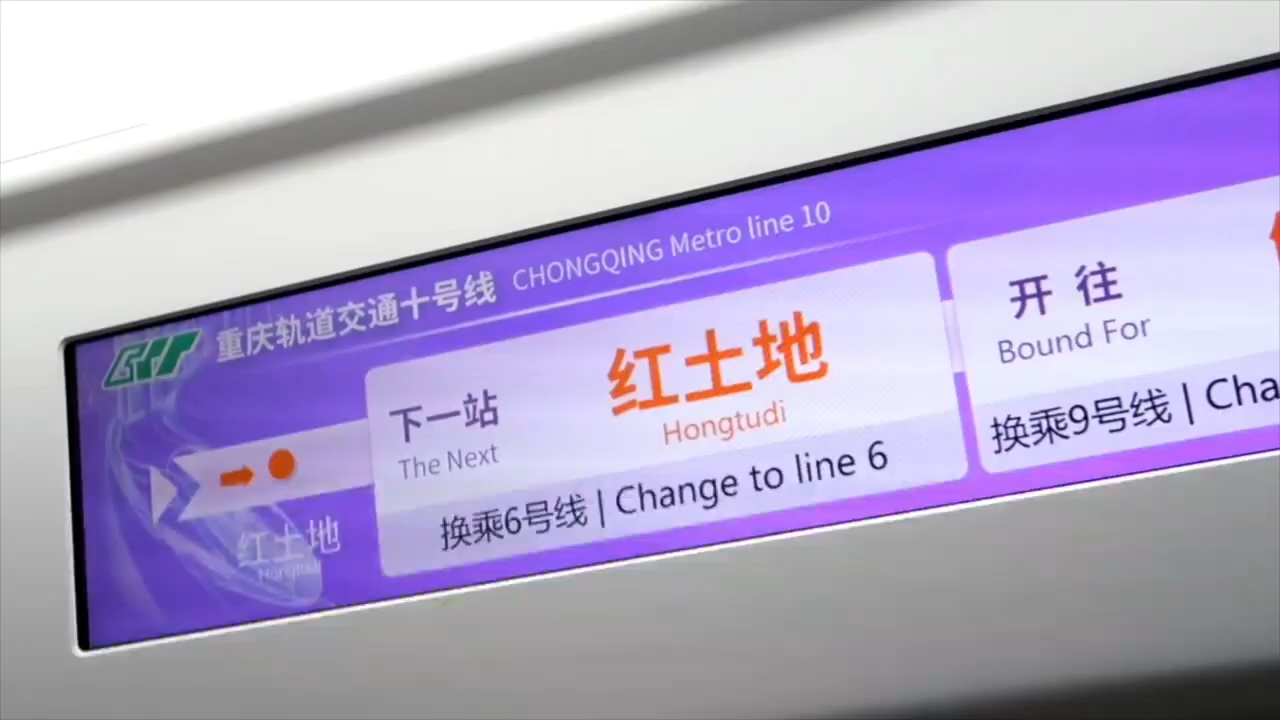 重庆轨道交通十号线 CHONGQING Metro line 10
下一站
The Next
红土地
Hongtudi
换乘6号线 | Change to line 6
开往
Bound For
换乘9号线 | Cha
红土地
Hongtudi